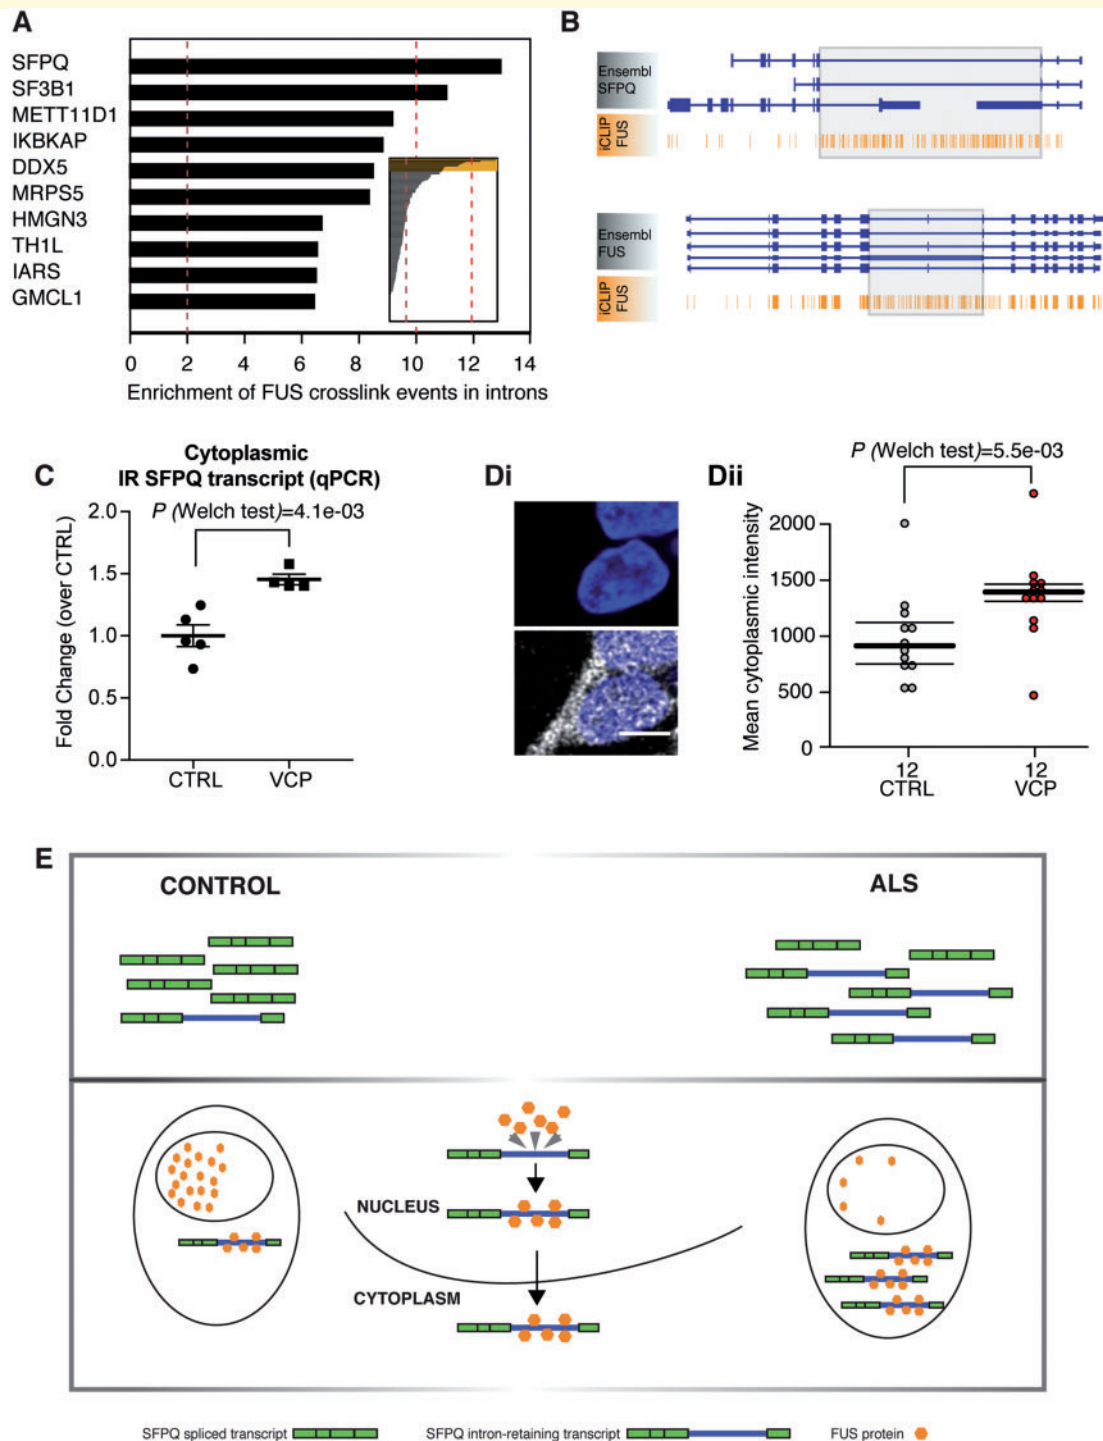 A
SFPQ
SF3B1
METT11D1
IKBKAP
DDX5
MRPS5
HMGN3
TH1L
IARS
GMCL1
0 2 4 6 8 10 12 14
Enrichment of FUS crosslink events in introns
B
Ensembl
SFPQ
iCLIP
FUS
Ensembl
FUS
iCLIP
FUS
C
Cytoplasmic
IR SFPQ transcript (qPCR)
P (Welch test)=4.1e-03
Fold Change (over CTRL)
2.0
1.5
1.0
0.5
0.0
CTRL VCP
Di
Dii
P (Welch test)=5.5e-03
Mean cytoplasmic intensity
2000
1500
1000
500
0
12 12
CTRL VCP
E
CONTROL
ALS
NUCLEUS
CYTOPLASM
SFPQ spliced transcript
SFPQ intron-retaining transcript
FUS protein